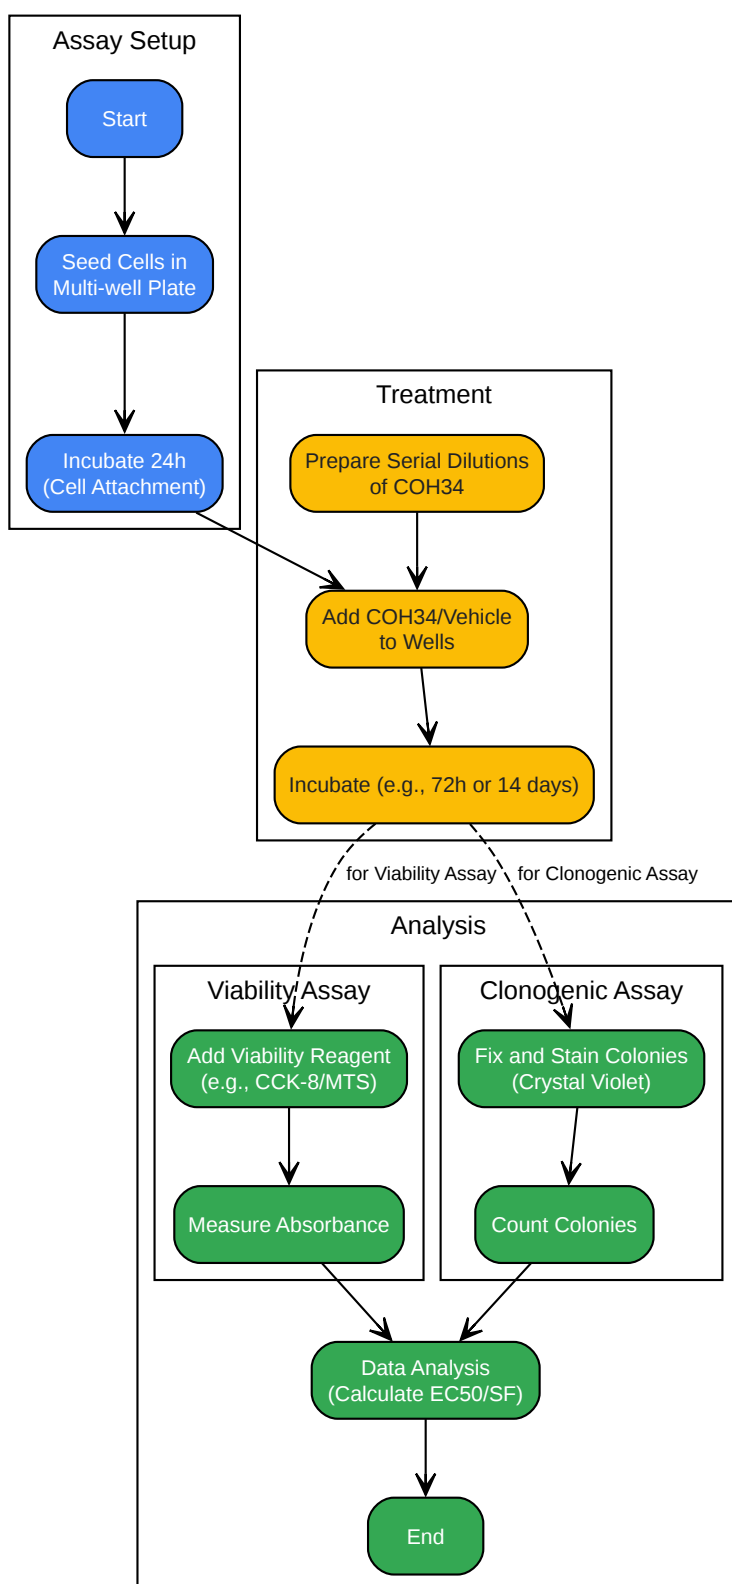 Assay Setup
Start
Seed Cells in
Multi-well Plate
Incubate 24h
(Cell Attachment)
Treatment
Prepare Serial Dilutions
of COH34
Add COH34/Vehicle
to Wells
Incubate (e.g., 72h or 14 days)
for Viability Assay
for Clonogenic Assay
Analysis
Viability Assay
Add Viability Reagent
(e.g., CCK-8/MTS)
Measure Absorbance
Clonogenic Assay
Fix and Stain Colonies
(Crystal Violet)
Count Colonies
Data Analysis
(Calculate EC50/SF)
End